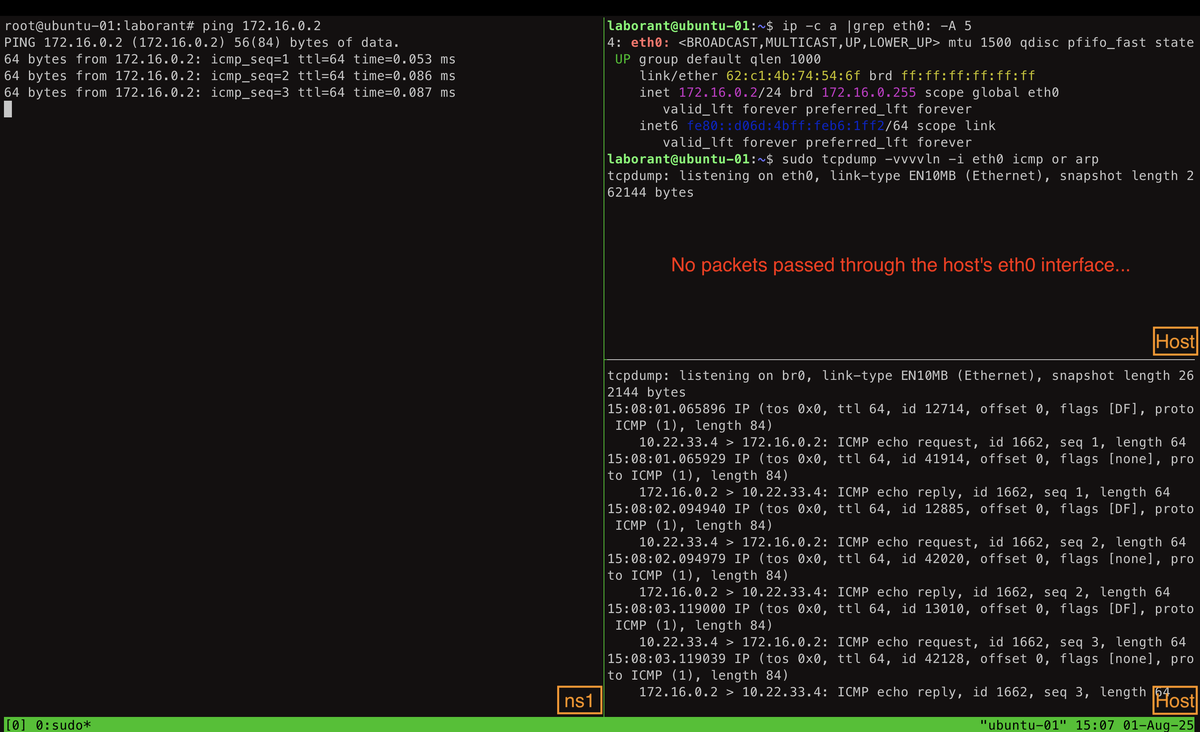 root@ubuntu-01:laborant# ping 172.16.0.2
PING 172.16.0.2 (172.16.0.2) 56(84) bytes of data.
64 bytes from 172.16.0.2: icmp_seq=1 ttl=64 time=0.053 ms
64 bytes from 172.16.0.2: icmp_seq=2 ttl=64 time=0.086 ms
64 bytes from 172.16.0.2: icmp_seq=3 ttl=64 time=0.087 ms
ns1
laborant@ubuntu-01:~$ ip -c a |grep eth0: -A 5
4: eth0: <BROADCAST,MULTICAST,UP,LOWER_UP> mtu 1500 qdisc pfifo_fast state
UP group default qlen 1000
link/ether 62:c1:4b:74:54:6f brd ff:ff:ff:ff:ff:ff
inet 172.16.0.2/24 brd 172.16.0.255 scope global eth0
valid_lft forever preferred_lft forever
inet6 fe80::d06d:4bff:feb6:1ff2/64 scope link
valid_lft forever preferred_lft forever
laborant@ubuntu-01:~$ sudo tcpdump -vvvvln -i eth0 icmp or arp
tcpdump: listening on eth0, link-type EN10MB (Ethernet), snapshot length 2
62144 bytes
No packets passed through the host's eth0 interface...
Host
tcpdump: listening on br0, link-type EN10MB (Ethernet), snapshot length 26
2144 bytes
15:08:01.065896 IP (tos 0x0, ttl 64, id 12714, offset 0, flags [DF], proto
ICMP (1), length 84)
10.22.33.4 > 172.16.0.2: ICMP echo request, id 1662, seq 1, length 64
15:08:01.065929 IP (tos 0x0, ttl 64, id 41914, offset 0, flags [none], pro
to ICMP (1), length 84)
172.16.0.2 > 10.22.33.4: ICMP echo reply, id 1662, seq 1, length 64
15:08:02.094940 IP (tos 0x0, ttl 64, id 12885, offset 0, flags [DF], proto
ICMP (1), length 84)
10.22.33.4 > 172.16.0.2: ICMP echo request, id 1662, seq 2, length 64
15:08:02.094979 IP (tos 0x0, ttl 64, id 42020, offset 0, flags [none], pro
to ICMP (1), length 84)
172.16.0.2 > 10.22.33.4: ICMP echo reply, id 1662, seq 2, length 64
15:08:03.119000 IP (tos 0x0, ttl 64, id 13010, offset 0, flags [DF], proto
ICMP (1), length 84)
10.22.33.4 > 172.16.0.2: ICMP echo request, id 1662, seq 3, length 64
15:08:03.119039 IP (tos 0x0, ttl 64, id 42128, offset 0, flags [none], pro
to ICMP (1), length 84)
172.16.0.2 > 10.22.33.4: ICMP echo reply, id 1662, seq 3, length 64
Host
[0] 0:sudo*
"ubuntu-01" 15:07 01-Aug-25